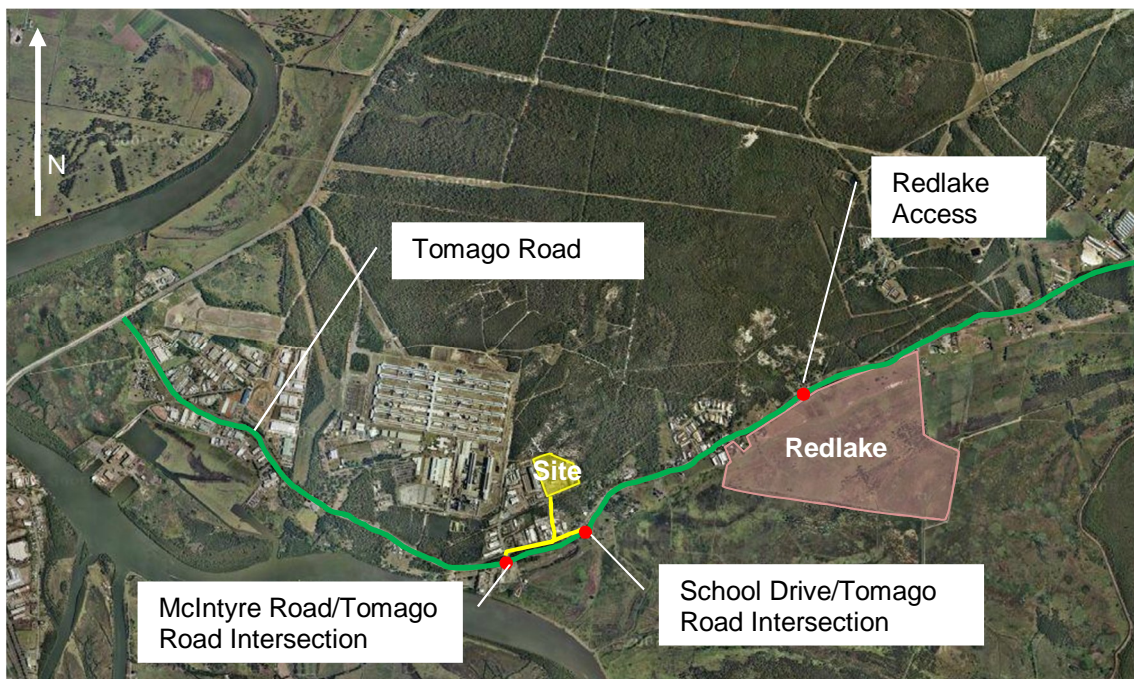 N
Redlake
Access
Tomago Road
Redlake
Site
McIntyre Road/Tomago
Road Intersection
School Drive/Tomago
Road Intersection